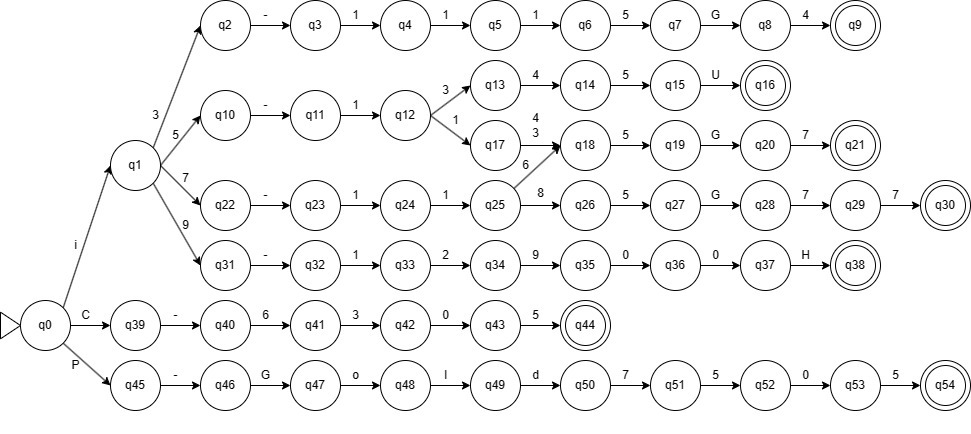 q2 - q3 1 q4 1 q5 1 q6 5 q7 G q8 4 q9
3
q13 4 q14 5 q15 U q16
3
5 q10 - q11 1 q12
1
4
q17 3 q18 5 q19 G q20 7 q21
q1
6
7
q22 - q23 1 q24 1 q25 8 q26 5 q27 G q28 7 q29 7 q30
9
i
q31 - q32 1 q33 2 q34 9 q35 0 q36 0 q37 H q38
q0 C q39 - q40 6 q41 3 q42 0 q43 5 q44
P
q45 - q46 G q47 o q48 l q49 d q50 7 q51 5 q52 0 q53 5 q54